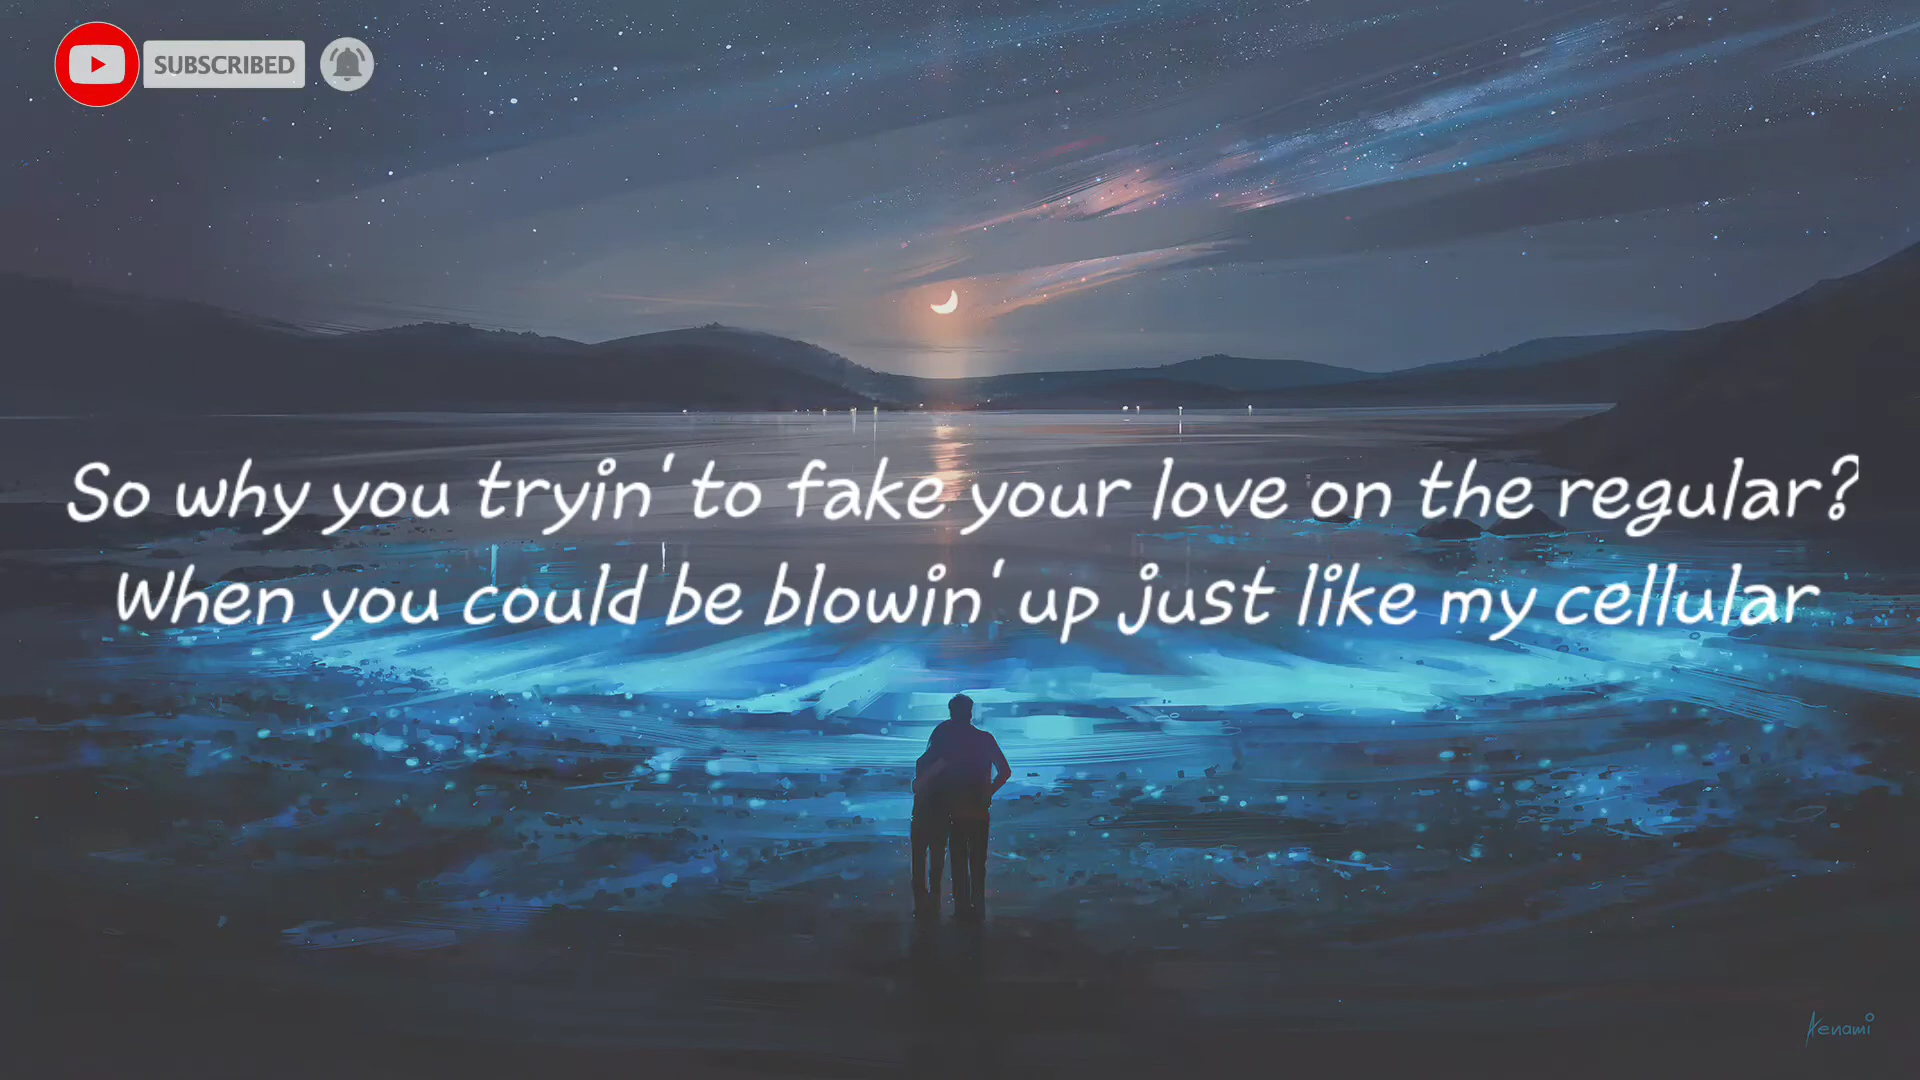 SUBSCRIBED
So why you tryin' to fake your love on the regular?
When you could be blowin' up just like my cellular
Aenami